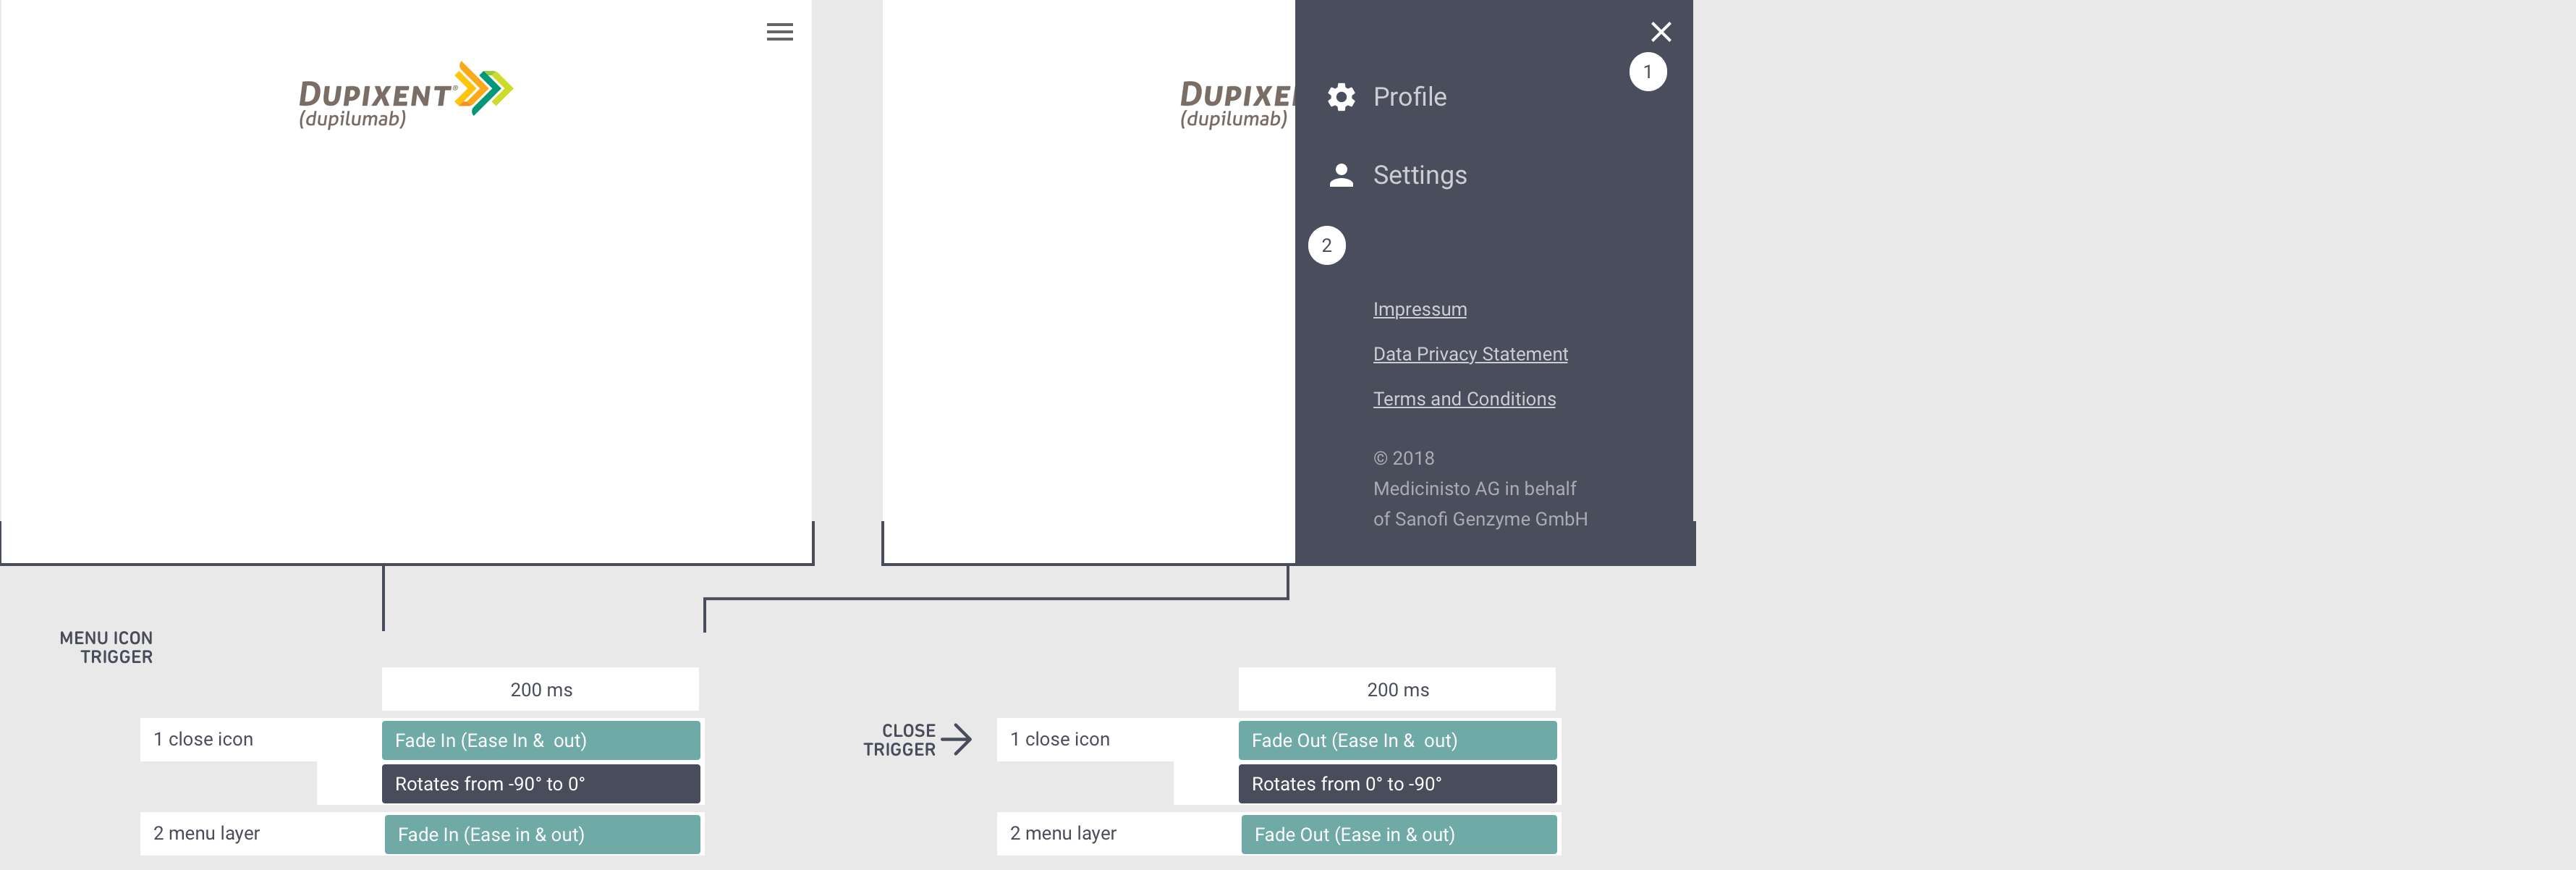 DUPIXENT®
(dupilumab)
DUPIXE
(dupilumab)
1
Profile
Settings
2
Impressum
Data Privacy Statement
Terms and Conditions
© 2018
Medicinisto AG in behalf
of Sanofi Genzyme GmbH
MENU ICON
TRIGGER
200 ms
1 close icon
Fade In (Ease In &  out)
Rotates from -90° to 0°
2 menu layer
Fade In (Ease in & out)
CLOSE
TRIGGER
200 ms
1 close icon
Fade Out (Ease In &  out)
Rotates from 0° to -90°
2 menu layer
Fade Out (Ease in & out)